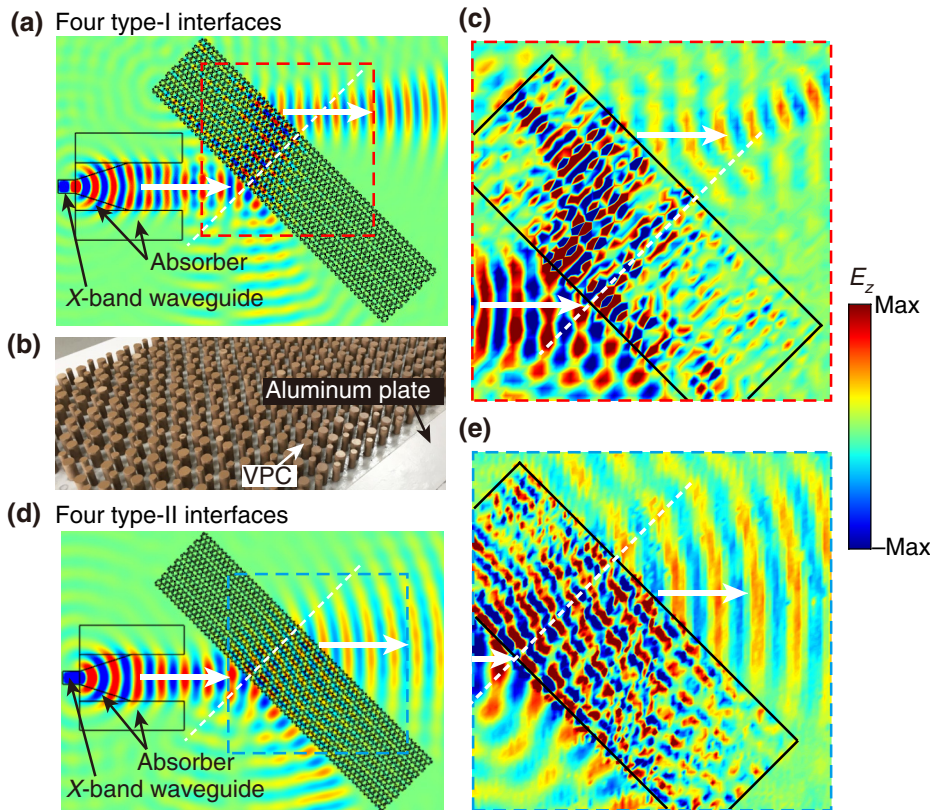 (a) Four type-I interfaces
Absorber
X-band waveguide
(b)
Aluminum plate
VPC
(d) Four type-II interfaces
Absorber
X-band waveguide
(c)
E_z
Max
–Max
(e)